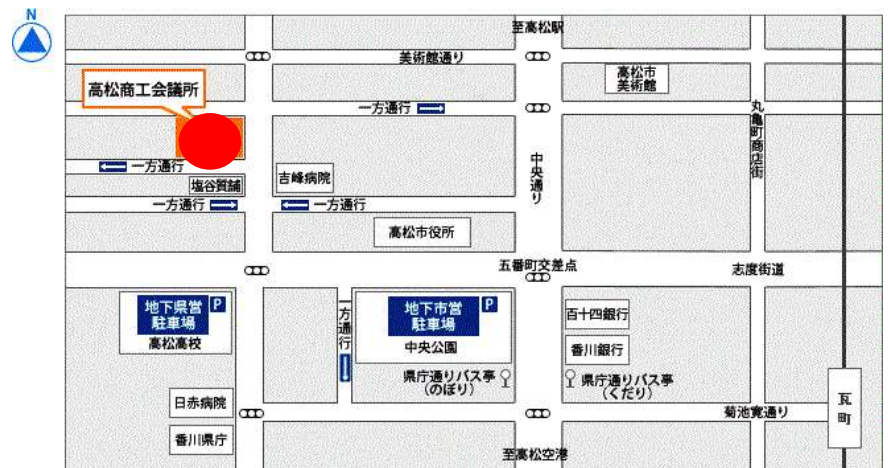 N
至高松駅
美術館通り
高松市
美術館
高松商工会議所
一方通行
丸亀町商店街
一方通行
中央通り
吉峰病院
塩谷質舗
一方通行
一方通行
高松市役所
五番町交差点
志度街道
地下県営
駐車場
P
高松高校
一方通行
地下市営
駐車場
P
中央公園
百十四銀行
香川銀行
県庁通りバス亭
(のぼり)
県庁通りバス亭
(くだり)
日赤病院
菊池寛通り
瓦町
香川県庁
至高松空港